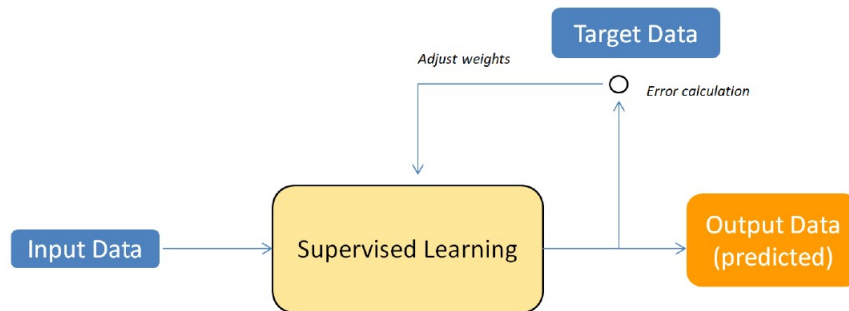 Target Data
Adjust weights
Error calculation
Input Data
Supervised Learning
Output Data
(predicted)